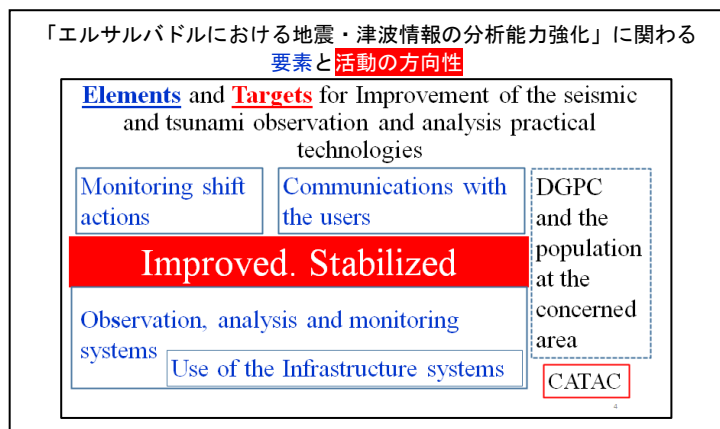 「エルサルバドルにおける地震・津波情報の分析能力強化」に関わる
要素と活動の方向性
Elements and Targets for Improvement of the seismic
and tsunami observation and analysis practical
technologies
Monitoring shift
actions
Communications with
the users
DGPC
and the
population
at the
concerned
area
Improved. Stabilized
Observation, analysis and monitoring
systems
Use of the Infrastructure systems
CATAC
4